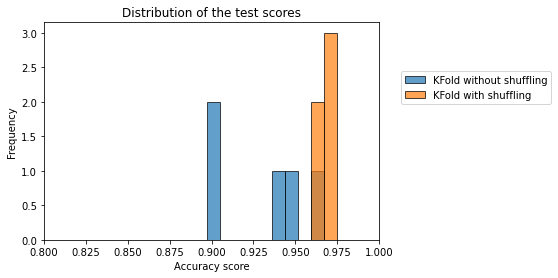 Distribution of the test scores
3.0
2.5
2.0
1.5
1.0
0.5
0.0
Frequency
0.800 0.825 0.850 0.875 0.900 0.925 0.950 0.975 1.000
Accuracy score
KFold without shuffling
KFold with shuffling